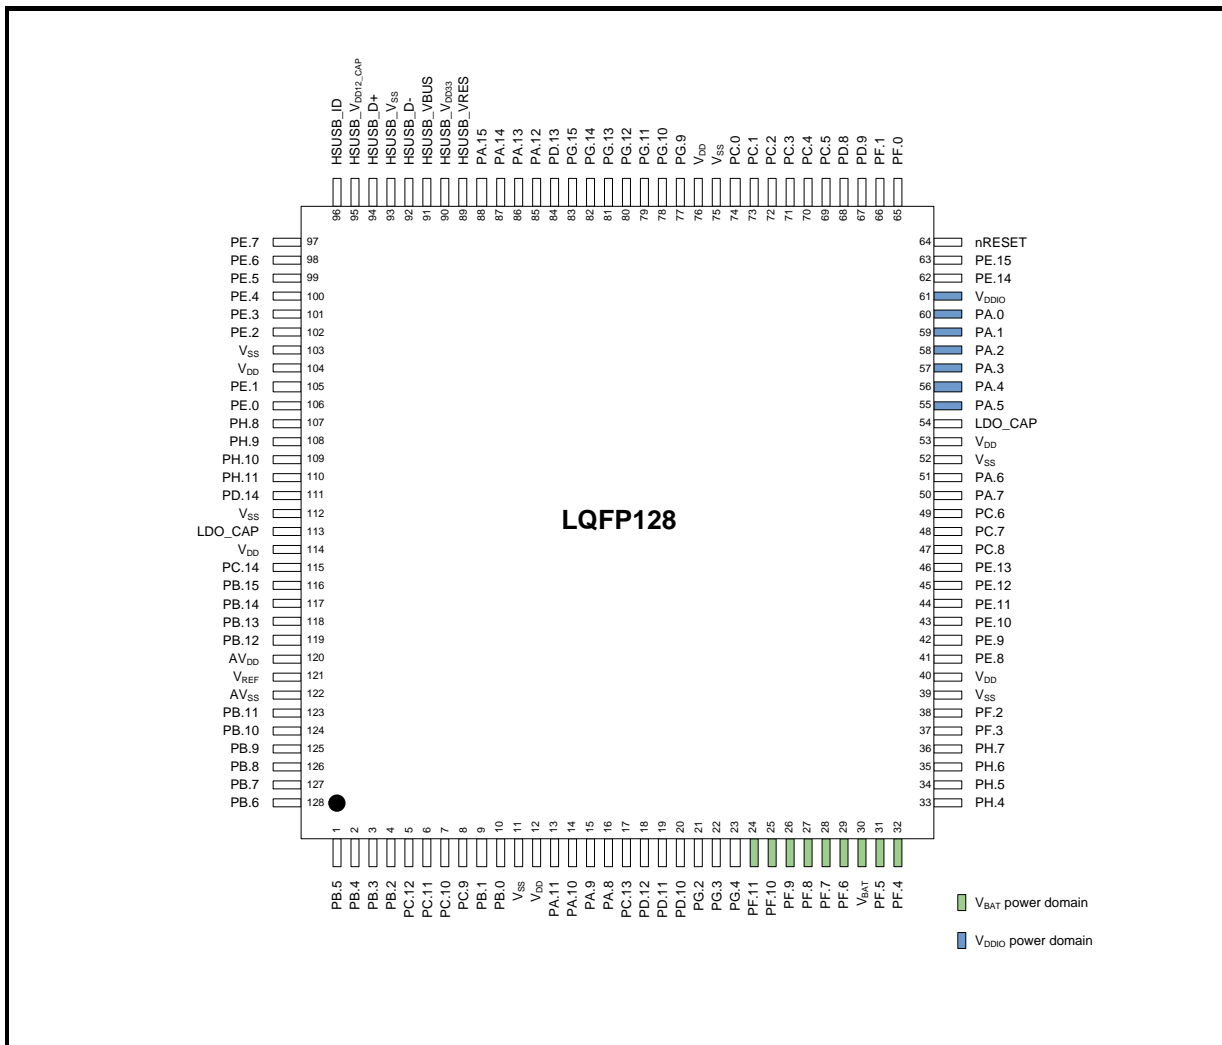 HSUSB_ID
HSUSB_VDD12_CAP
HSUSB_D+
HSUSB_VSS
HSUSB_D-
HSUSB_VBUS
HSUSB_VDD33
HSUSB_VRES
PA.15
PA.14
PA.13
PA.12
PD.13
PG.15
PG.14
PG.13
PG.12
PG.11
PG.10
PG.9
VDD
VSS
PC.0
PC.1
PC.2
PC.3
PC.4
PC.5
PD.8
PD.9
PF.1
PF.0
96
95
94
93
92
91
90
89
88
87
86
85
84
83
82
81
80
79
78
77
76
75
74
73
72
71
70
69
68
67
66
65
PE.7 97
PE.6 98
PE.5 99
PE.4 100
PE.3 101
PE.2 102
VSS 103
VDD 104
PE.1 105
PE.0 106
PH.8 107
PH.9 108
PH.10 109
PH.11 110
PD.14 111
VSS 112
LDO_CAP 113
VDD 114
PC.14 115
PB.15 116
PB.14 117
PB.13 118
PB.12 119
AVDD 120
VREF 121
AVSS 122
PB.11 123
PB.10 124
PB.9 125
PB.8 126
PB.7 127
PB.6 128
LQFP128
64 nRESET
63 PE.15
62 PE.14
61 VDDIO
60 PA.0
59 PA.1
58 PA.2
57 PA.3
56 PA.4
55 PA.5
54 LDO_CAP
53 VDD
52 VSS
51 PA.6
50 PA.7
49 PC.6
48 PC.7
47 PC.8
46 PE.13
45 PE.12
44 PE.11
43 PE.10
42 PE.9
41 PE.8
40 VDD
39 VSS
38 PF.2
37 PF.3
36 PH.7
35 PH.6
34 PH.5
33 PH.4
1
2
3
4
5
6
7
8
9
10
11
12
13
14
15
16
17
18
19
20
21
22
23
24
25
26
27
28
29
30
31
32
PB.5
PB.4
PB.3
PB.2
PC.12
PC.11
PC.10
PC.9
PB.1
PB.0
VSS
VDD
PA.11
PA.10
PA.9
PA.8
PC.13
PD.12
PD.11
PD.10
PG.2
PG.3
PG.4
PF.11
PF.10
PF.9
PF.8
PF.7
PF.6
VBAT
PF.5
PF.4
VBAT power domain
VDDIO power domain